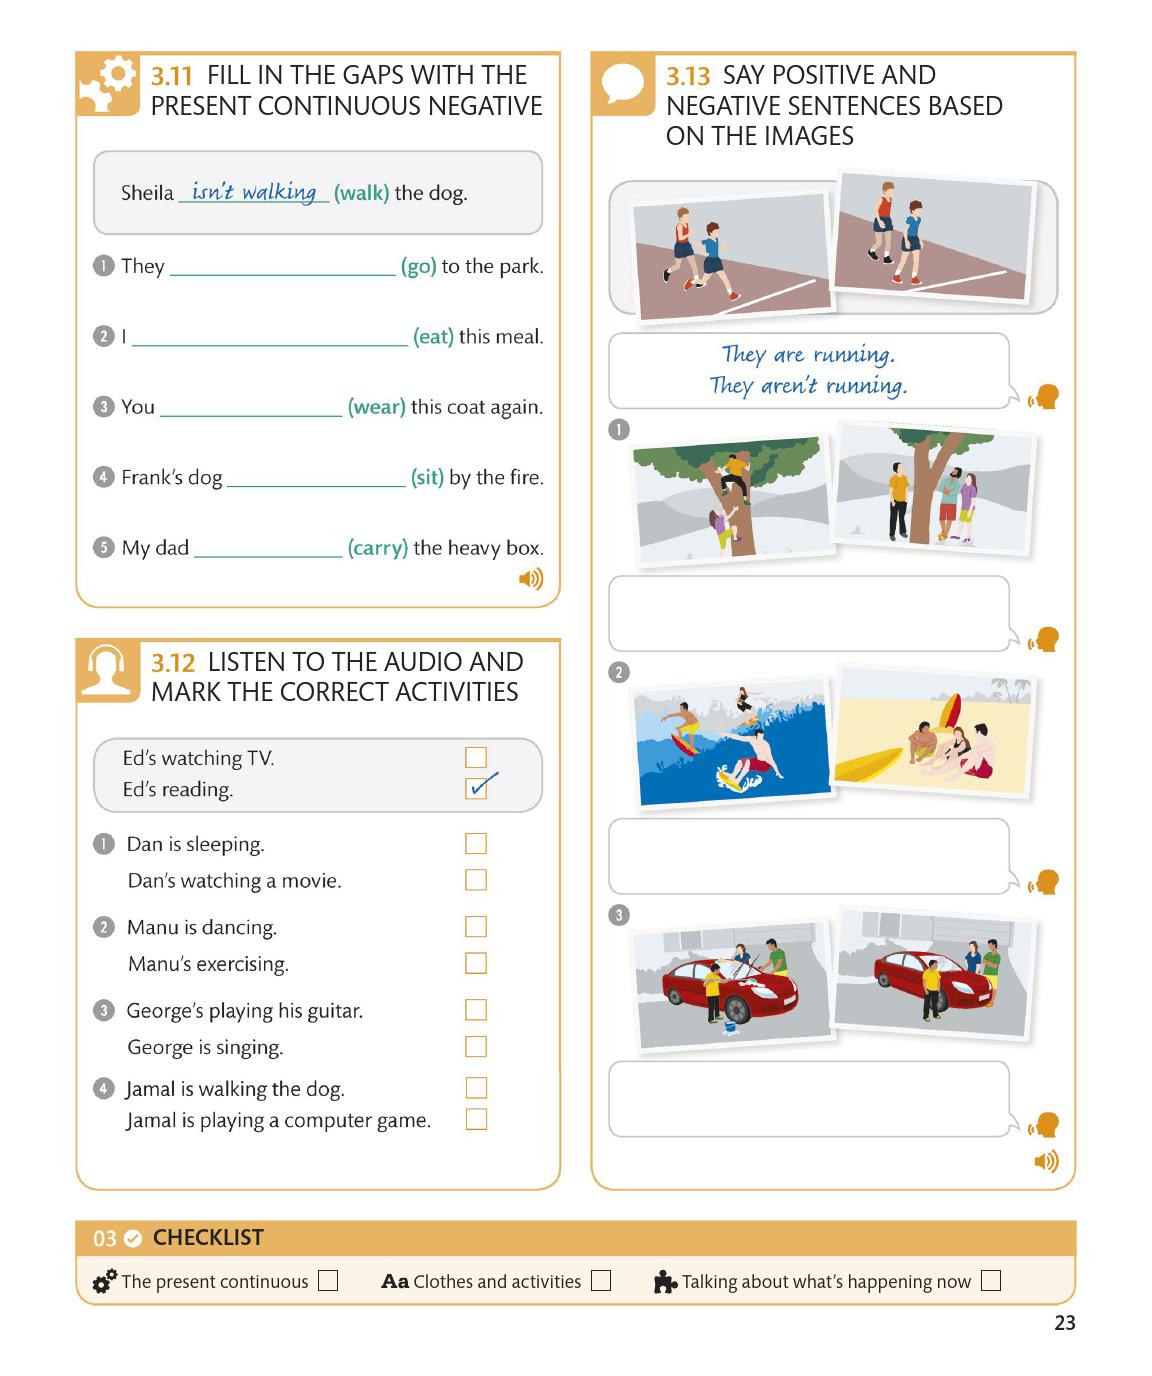 3.11 FILL IN THE GAPS WITH THE
PRESENT CONTINUOUS NEGATIVE
Sheila isn't walking (walk) the dog.
1 They ____ (go) to the park.
2 I ____ (eat) this meal.
3 You ____ (wear) this coat again.
4 Frank's dog ____ (sit) by the fire.
5 My dad ____ (carry) the heavy box.
3.12 LISTEN TO THE AUDIO AND
MARK THE CORRECT ACTIVITIES
Ed's watching TV.
Ed's reading.
1 Dan is sleeping.
Dan's watching a movie.
2 Manu is dancing.
Manu's exercising.
3 George's playing his guitar.
George is singing.
4 Jamal is walking the dog.
Jamal is playing a computer game.
3.13 SAY POSITIVE AND
NEGATIVE SENTENCES BASED
ON THE IMAGES
They are running.
They aren't running.
1
2
3
03 CHECKLIST
The present continuous Aa Clothes and activities Talking about what's happening now
23